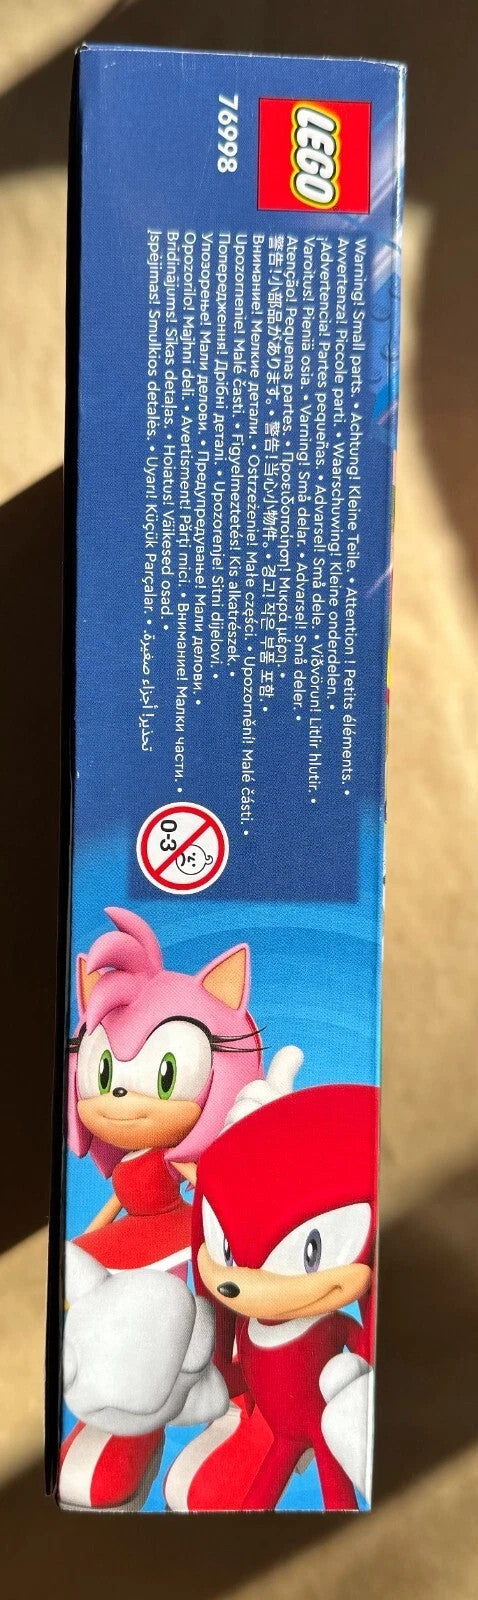 LEGO
76998
Warning! Small parts. • Achtung! Kleine Teile. • Attention ! Petits éléments. •
Avvertenza! Piccole parti. • Waarschuwing! Kleine onderdelen. •
¡Advertencia! Partes pequeñas. • Advarsel! Små dele. • Viðvörun! Litlir hlutir. •
Varoitus! Pieniä osia. • Varning! Små delar. • Advarsel! Små deler. •
Atenção! Pequenas partes. • Προειδοποίηση! Μικρά μέρη. •
警告!小部品があります。 • 警告!当心小物件。 • 경고! 작은 부품 포함. •
Внимание! Мелкие детали. • Ostrzeżenie! Małe części. • Upozornění! Malé části. •
Upozornenie! Malé časti. • Figyelmeztetés! Kis alkatrészek. •
Попередження! Дрібні деталі. • Upozorenje! Sitni dijelovi. •
Упозорење! Мали делови. • Предупредување! Мали делови. •
Opozorilo! Majhni deli. • Avertisment! Părți mici. • Внимание! Малки части. •
Brīdinājums! Sīkas detaļas. • Hoiatus! Väikesed osad. •
Įspėjimas! Smulkios detalės. • Uyarı! Küçük Parçalar. • تحذير! أجزاء صغيرة. •
0-3